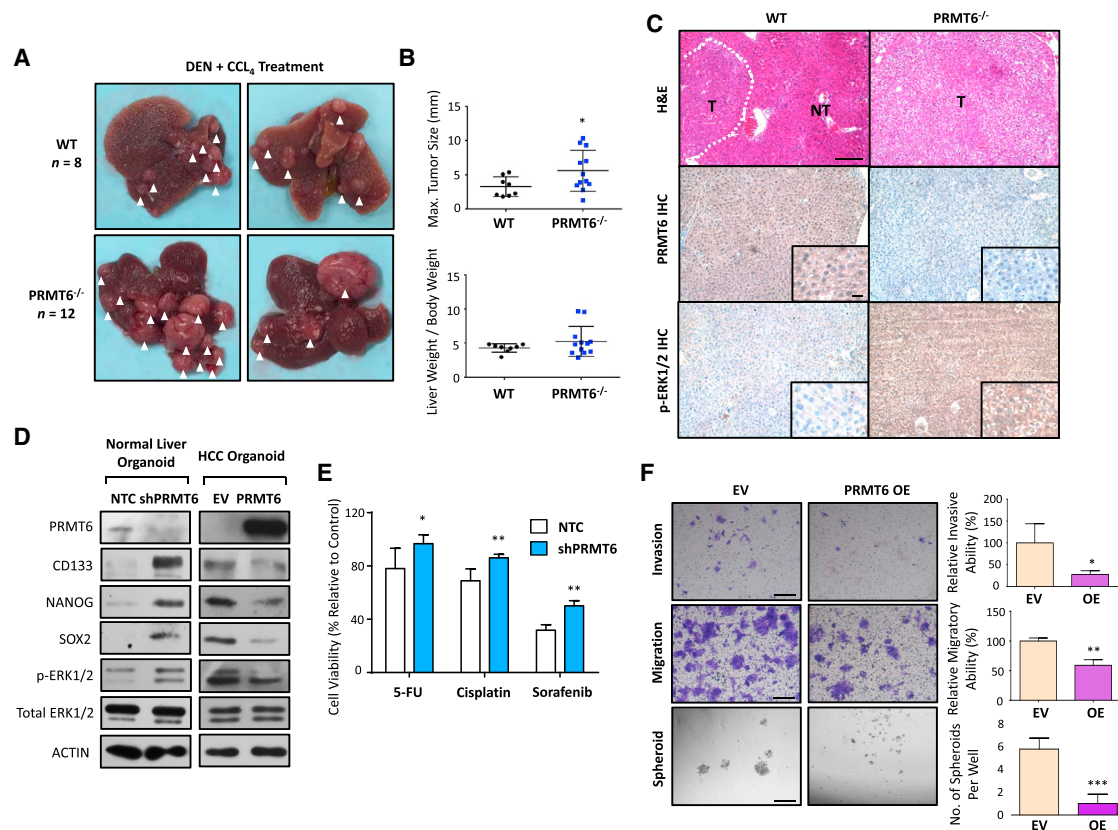 A
DEN + CCL4 Treatment
WT
n = 8
PRMT6-/-
n = 12
B
Max. Tumor Size (mm)
15
10
5
0
*
WT
PRMT6-/-
Liver Weight / Body Weight
15
10
5
0
WT
PRMT6-/-
C
WT
PRMT6-/-
H&E
T
NT
T
PRMT6 IHC
p-ERK1/2 IHC
D
Normal Liver
Organoid
HCC Organoid
NTC shPRMT6
EV PRMT6
PRMT6
CD133
NANOG
SOX2
p-ERK1/2
Total ERK1/2
ACTIN
E
Cell Viability (% Relative to Control)
120
80
40
0
*
**
**
NTC
shPRMT6
5-FU
Cisplatin
Sorafenib
F
EV
PRMT6 OE
Invasion
Migration
Spheroid
Relative Invasive
Ability (%)
200
150
100
50
0
*
EV
OE
Relative Migratory
Ability (%)
150
100
50
0
**
EV
OE
No. of Spheroids
Per Well
8
6
4
2
0
***
EV
OE